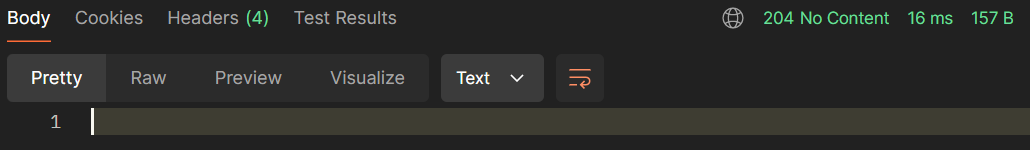 Body Cookies Headers (4) Test Results 204 No Content 16 ms 157 B
Pretty Raw Preview Visualize Text
1